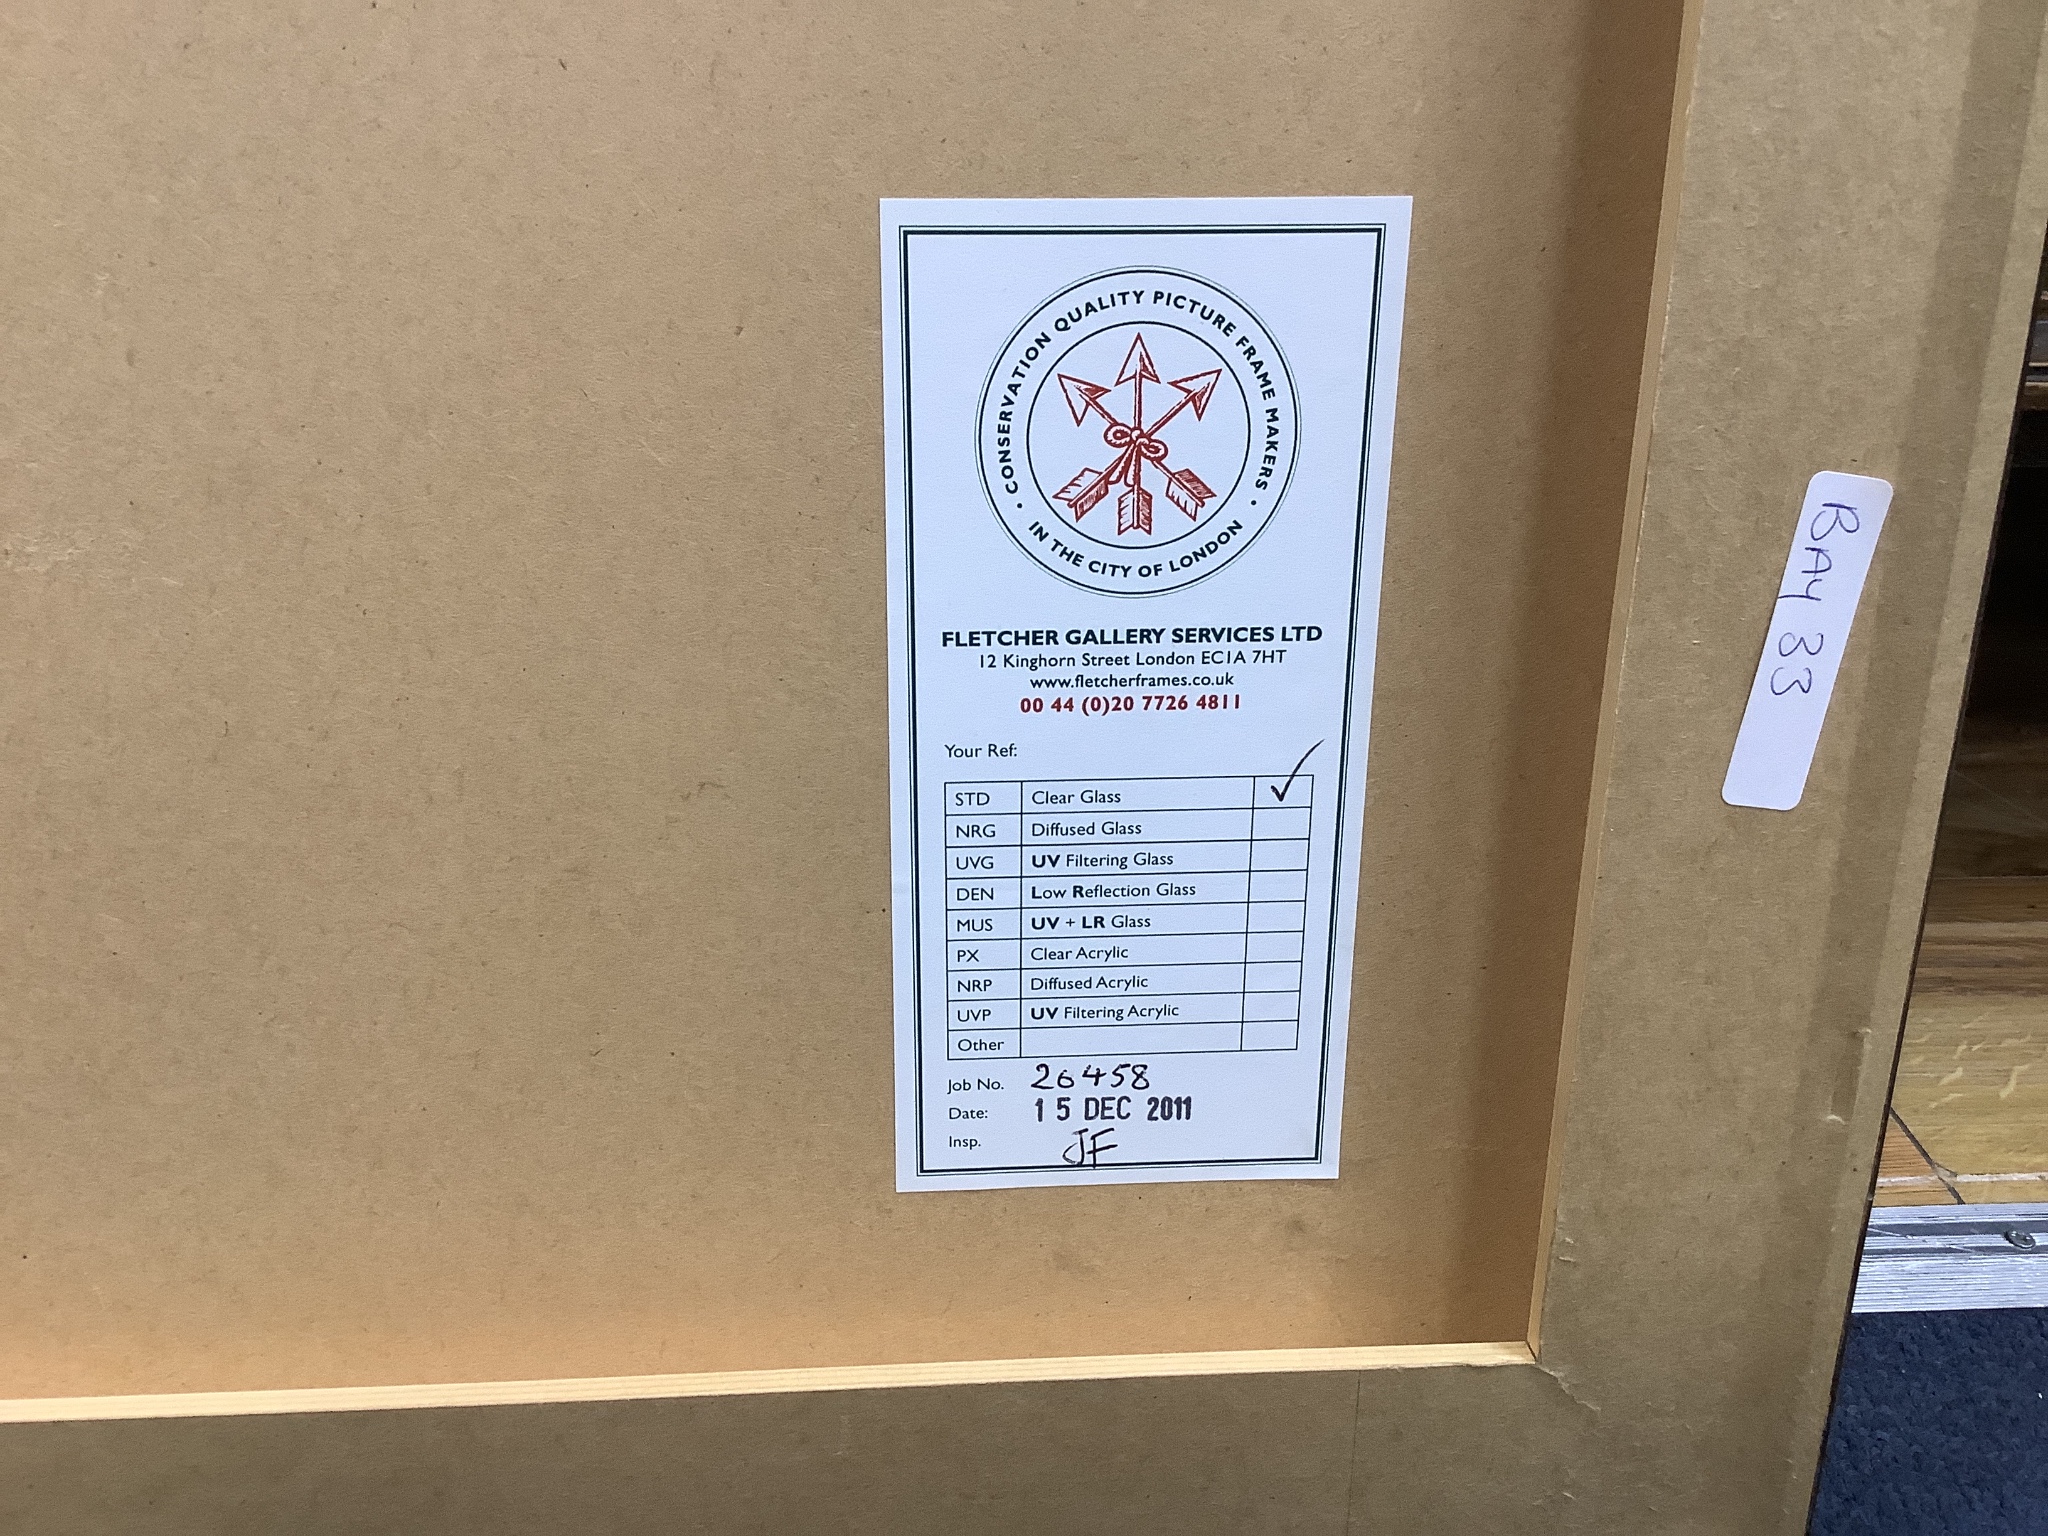 CONSERVATION QUALITY PICTURE FRAME MAKERS
• IN THE CITY OF LONDON •
FLETCHER GALLERY SERVICES LTD
12 Kinghorn Street London EC1A 7HT
www.fletcherframes.co.uk
00 44 (0)20 7726 4811
Your Ref:
STD Clear Glass ✓
NRG Diffused Glass
UVG UV Filtering Glass
DEN Low Reflection Glass
MUS UV + LR Glass
PX Clear Acrylic
NRP Diffused Acrylic
UVP UV Filtering Acrylic
Other
Job No. 26458
Date: 15 DEC 2011
Insp. JF
BAY 33